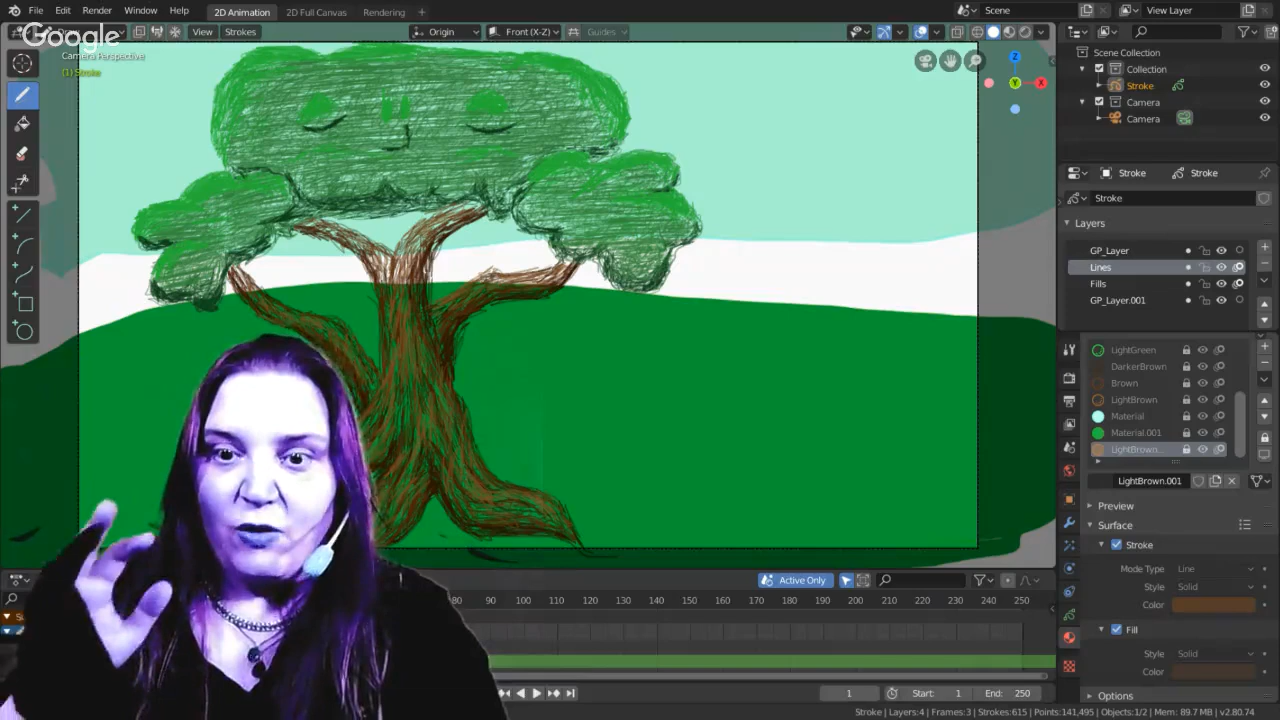 File Edit Render Window Help 2D Animation 2D Full Canvas Rendering + Scene View Layer
Google
View Strokes Origin Front (X-Z) Guides
Camera Perspective
(1) Stroke
Z
Y
X
Scene Collection
Collection
Stroke
Camera
Camera
Stroke Stroke
Stroke
Layers
GP_Layer
Lines
Fills
GP_Layer.001
LightGreen
DarkerBrown
Brown
LightBrown
Material
Material.001
LightBrown...
LightBrown.001
Preview
Surface
Stroke
Mode Type Line
Style Solid
Color
Fill
Style Solid
Color
Options
Active Only
80 90 100 110 120 130 140 150 160 170 180 190 200 210 220 230 240 250
1 Start: 1 End: 250
Stroke | Layers:4 | Frames:3 | Strokes:615 | Points:141,495 | Objects:1/2 | Mem: 89.7 MB | v2.80.74